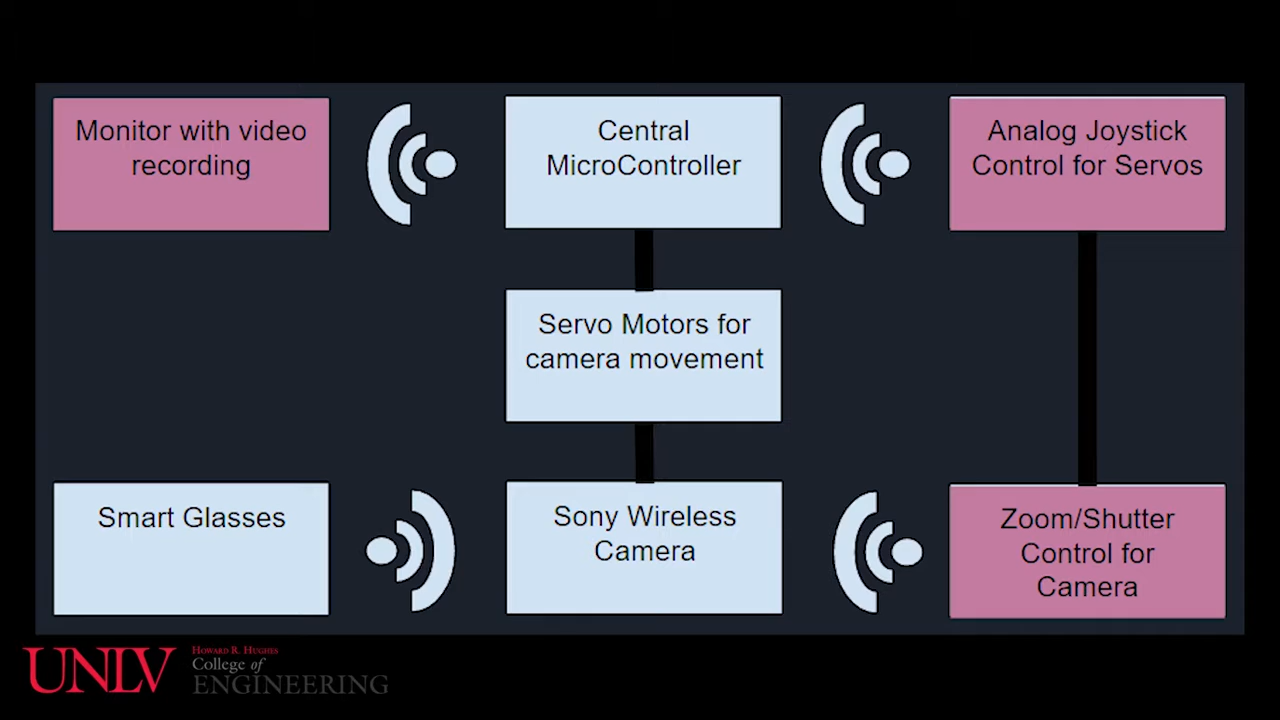 Monitor with video
recording
Central
MicroController
Analog Joystick
Control for Servos
Servo Motors for
camera movement
Smart Glasses
Sony Wireless
Camera
Zoom/Shutter
Control for
Camera
UNLV
HOWARD R. HUGHES
College of
ENGINEERING